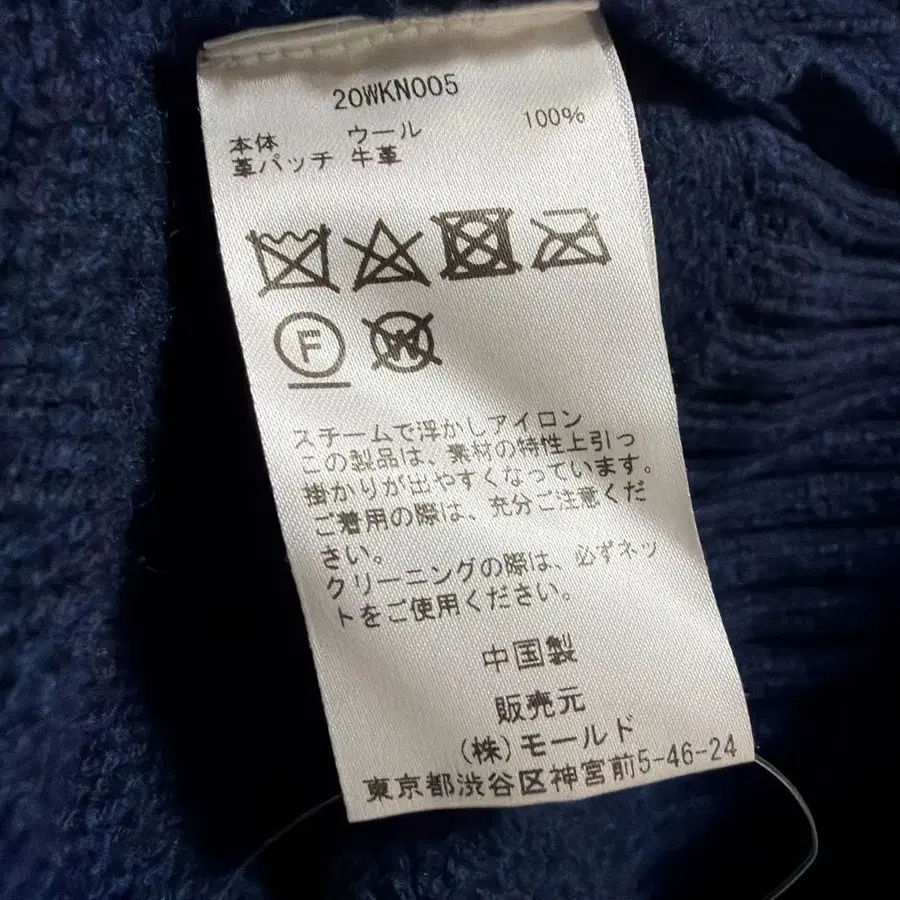 20WKN005
本体 ウール 100%
革パッチ 牛革
F W
スチームで浮かしアイロン
この製品は、素材の特性上引っ
掛かりが出やすくなっています。
ご着用の際は、充分ご注意くだ
さい。
クリーニングの際は、必ずネッ
トをご使用ください。
中国製
販売元
(株)モールド
東京都渋谷区神宮前5-46-24